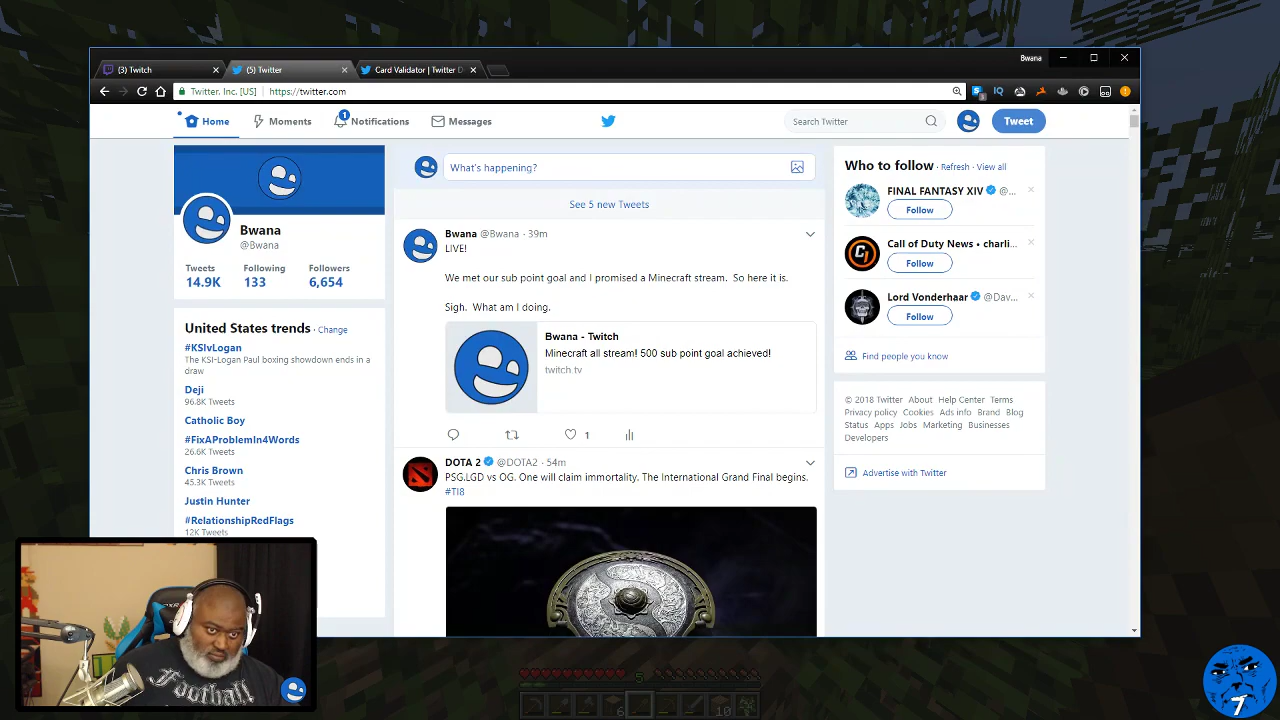 Bwana
(3) Twitch
(5) Twitter
Card Validator | Twitter D
Twitter, Inc. [US]
https://twitter.com
Home
Moments
1
Notifications
Messages
Search Twitter
Tweet
Bwana
@Bwana
Tweets
Following
Followers
14.9K
133
6,654
United States trends · Change
#KSIvLogan
The KSI-Logan Paul boxing showdown ends in a
draw
Deji
96.8K Tweets
Catholic Boy
#FixAProblemIn4Words
26.6K Tweets
Chris Brown
45.3K Tweets
Justin Hunter
#RelationshipRedFlags
12K Tweets
What's happening?
See 5 new Tweets
Bwana @Bwana · 39m
LIVE!
We met our sub point goal and I promised a Minecraft stream. So here it is.
Sigh. What am I doing.
Bwana - Twitch
Minecraft all stream! 500 sub point goal achieved!
twitch.tv
1
DOTA 2 @DOTA2 · 54m
PSG.LGD vs OG. One will claim immortality. The International Grand Final begins.
#TI8
Who to follow · Refresh · View all
FINAL FANTASY XIV @...
Follow
Call of Duty News • charli...
Follow
Lord Vonderhaar @Dav...
Follow
Find people you know
© 2018 Twitter About Help Center Terms
Privacy policy Cookies Ads info Brand Blog
Status Apps Jobs Marketing Businesses
Developers
Advertise with Twitter
Football
5
6
10
7